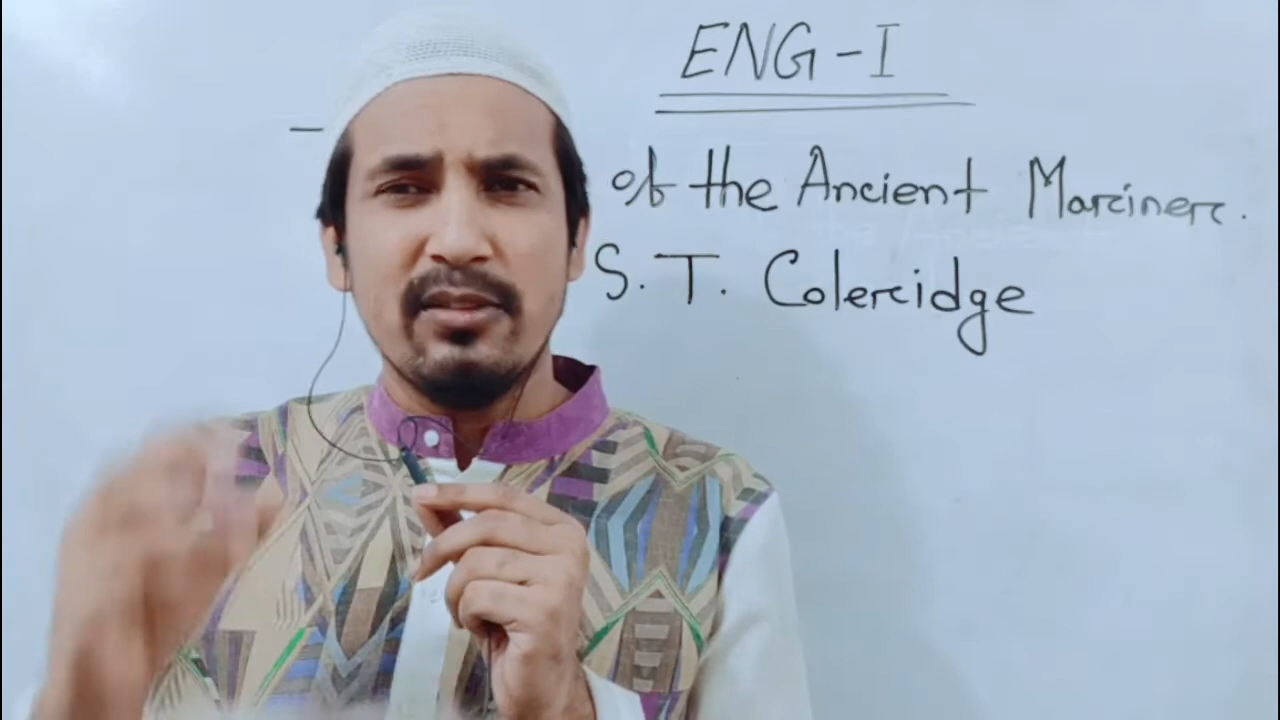 ENG-I
of the Ancient Mariner.
S. T. Coleridge